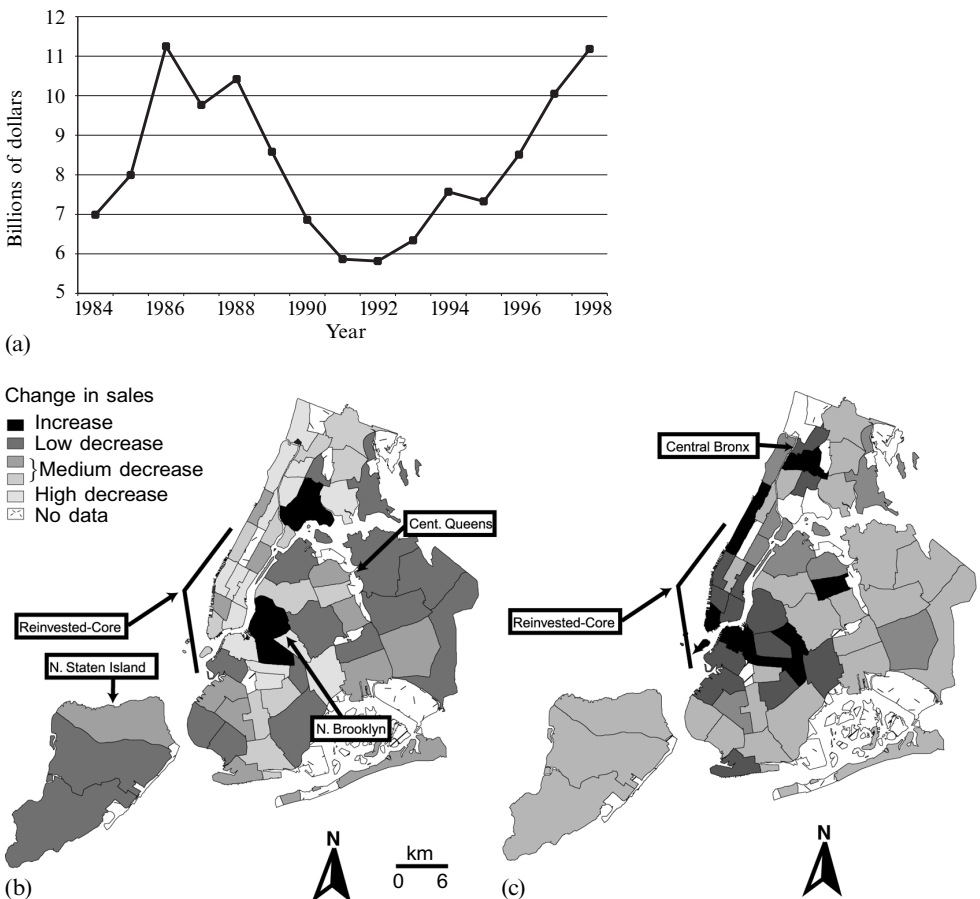 12
11
10
9
8
7
6
5
Billions of dollars
1984 1986 1988 1990 1992 1994 1996 1998
Year
(a)
Change in sales
Increase
Low decrease
}Medium decrease
High decrease
No data
Cent. Queens
Reinvested-Core
N. Staten Island
N. Brooklyn
N
km
0 6
(b)
Central Bronx
Reinvested-Core
N
(c)